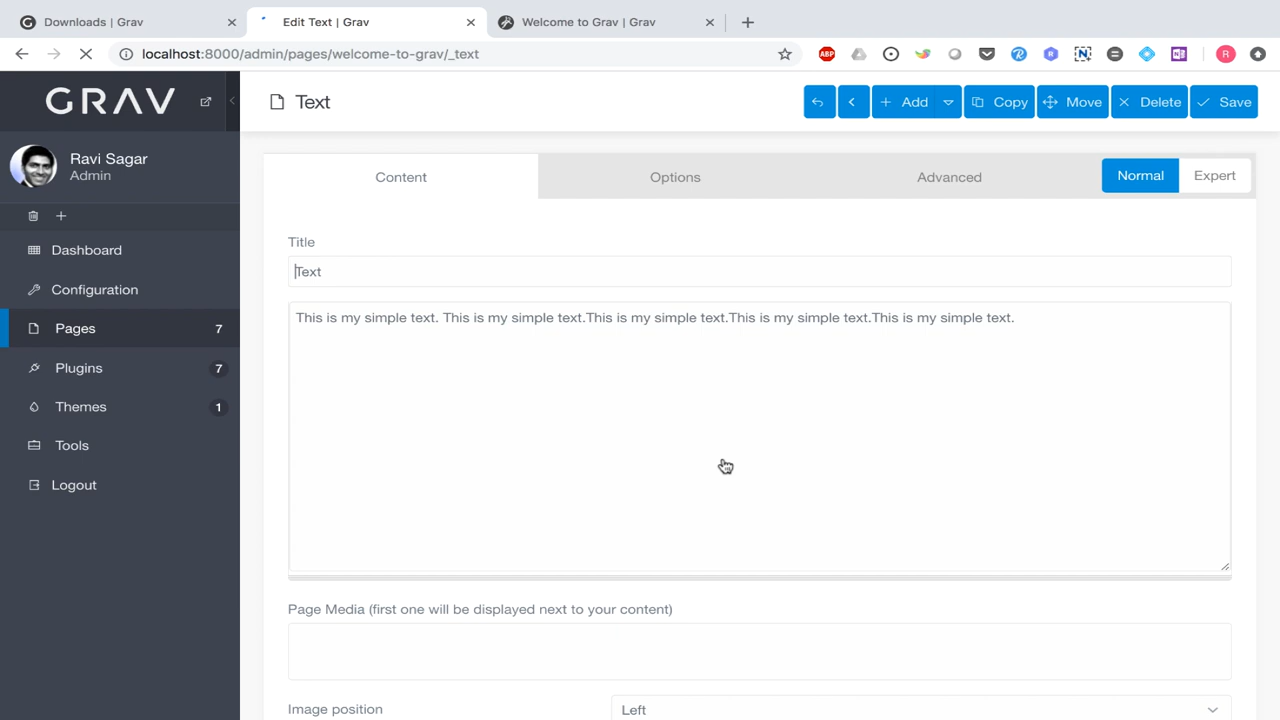 Downloads | Grav
Edit Text | Grav
Welcome to Grav | Grav
localhost:8000/admin/pages/welcome-to-grav/_text
ABP
R
GRAV
Text
Add
Copy
Move
Delete
Save
Ravi Sagar
Admin
Content
Options
Advanced
Normal
Expert
Dashboard
Configuration
Pages 7
Plugins 7
Themes 1
Tools
Logout
Title
Text
This is my simple text. This is my simple text.This is my simple text.This is my simple text.This is my simple text.
Page Media (first one will be displayed next to your content)
Image position
Left